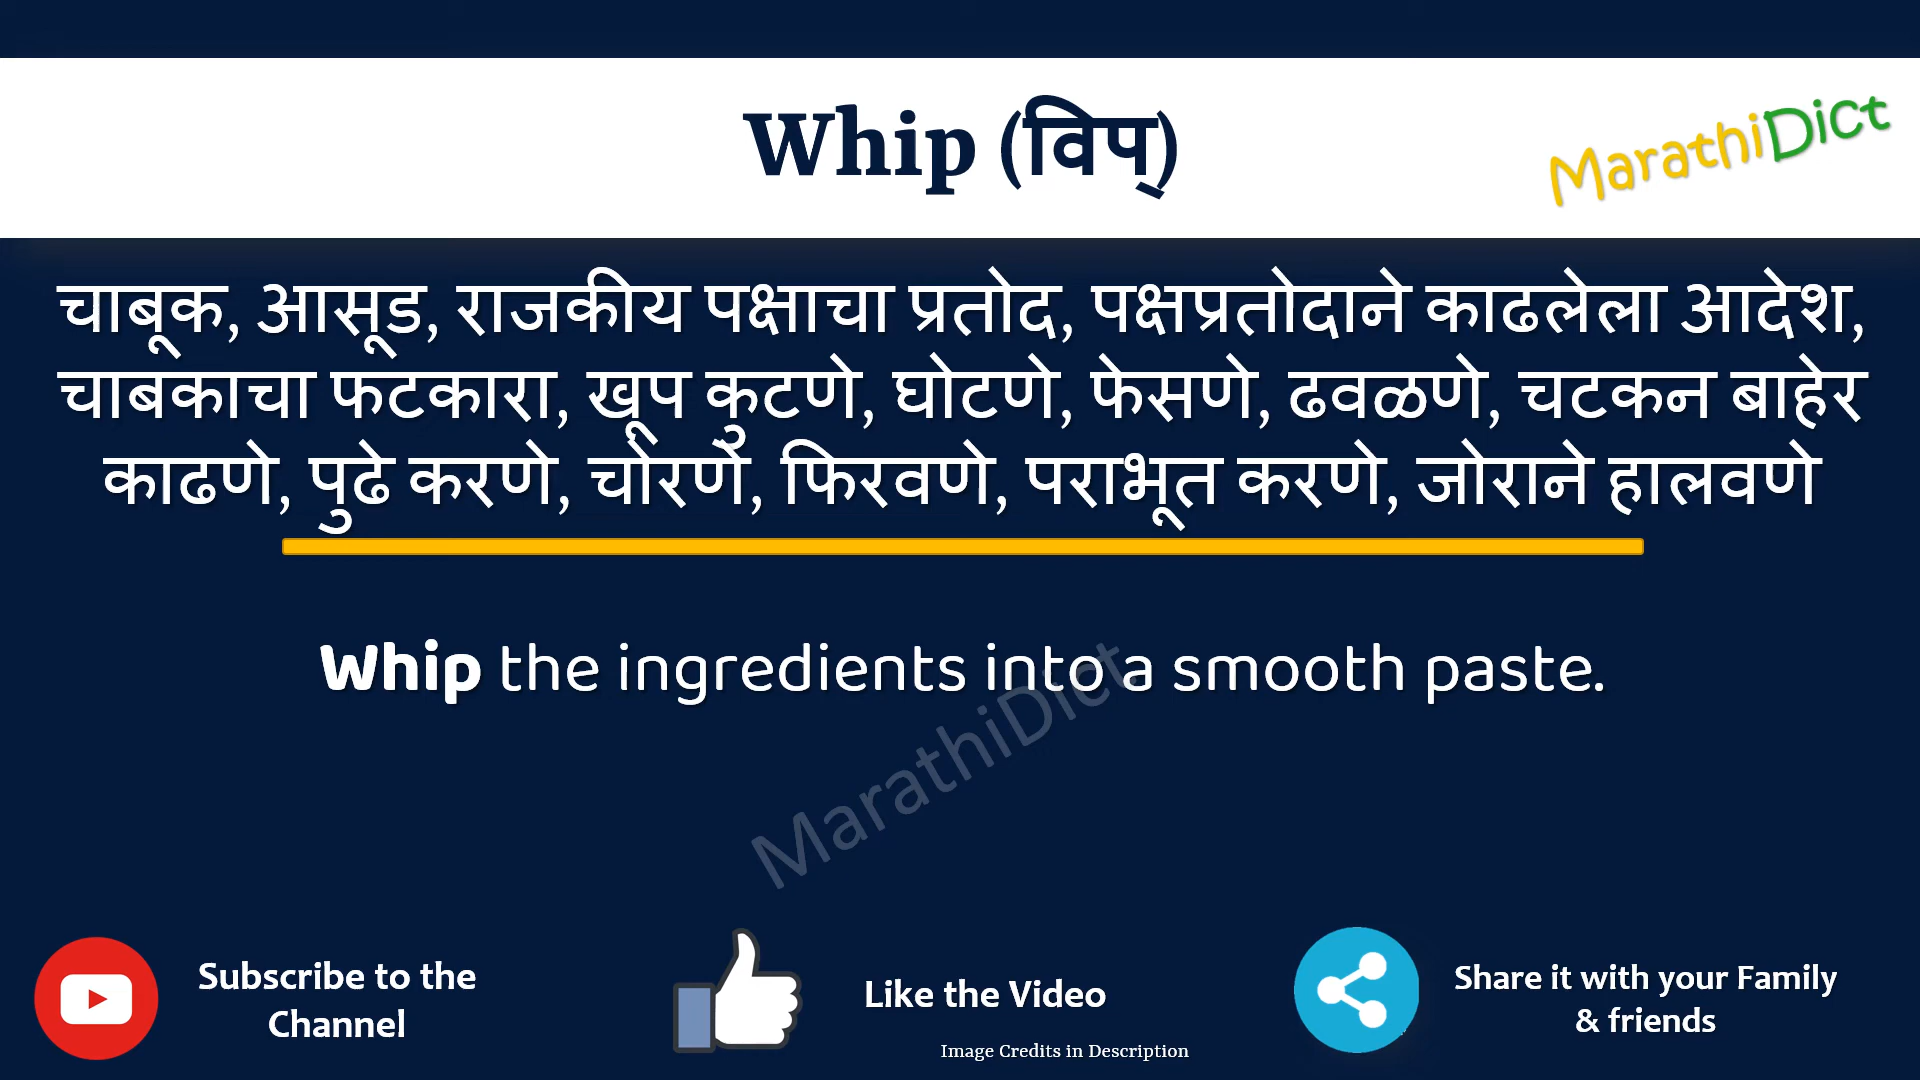 Whip (विप्)
MarathiDict
चाबूक, आसूड, राजकीय पक्षाचा प्रतोद, पक्षप्रतोदाने काढलेला आदेश,
चाबकाचा फटकारा, खूप कुटणे, घोटणे, फेसणे, ढवळणे, चटकन बाहेर
काढणे, पुढे करणे, चोरणे, फिरवणे, पराभूत करणे, जोराने हालवणे
Whip the ingredients into a smooth paste.
MarathiDict
Subscribe to the
Channel
Like the Video
Share it with your Family
& friends
Image Credits in Description